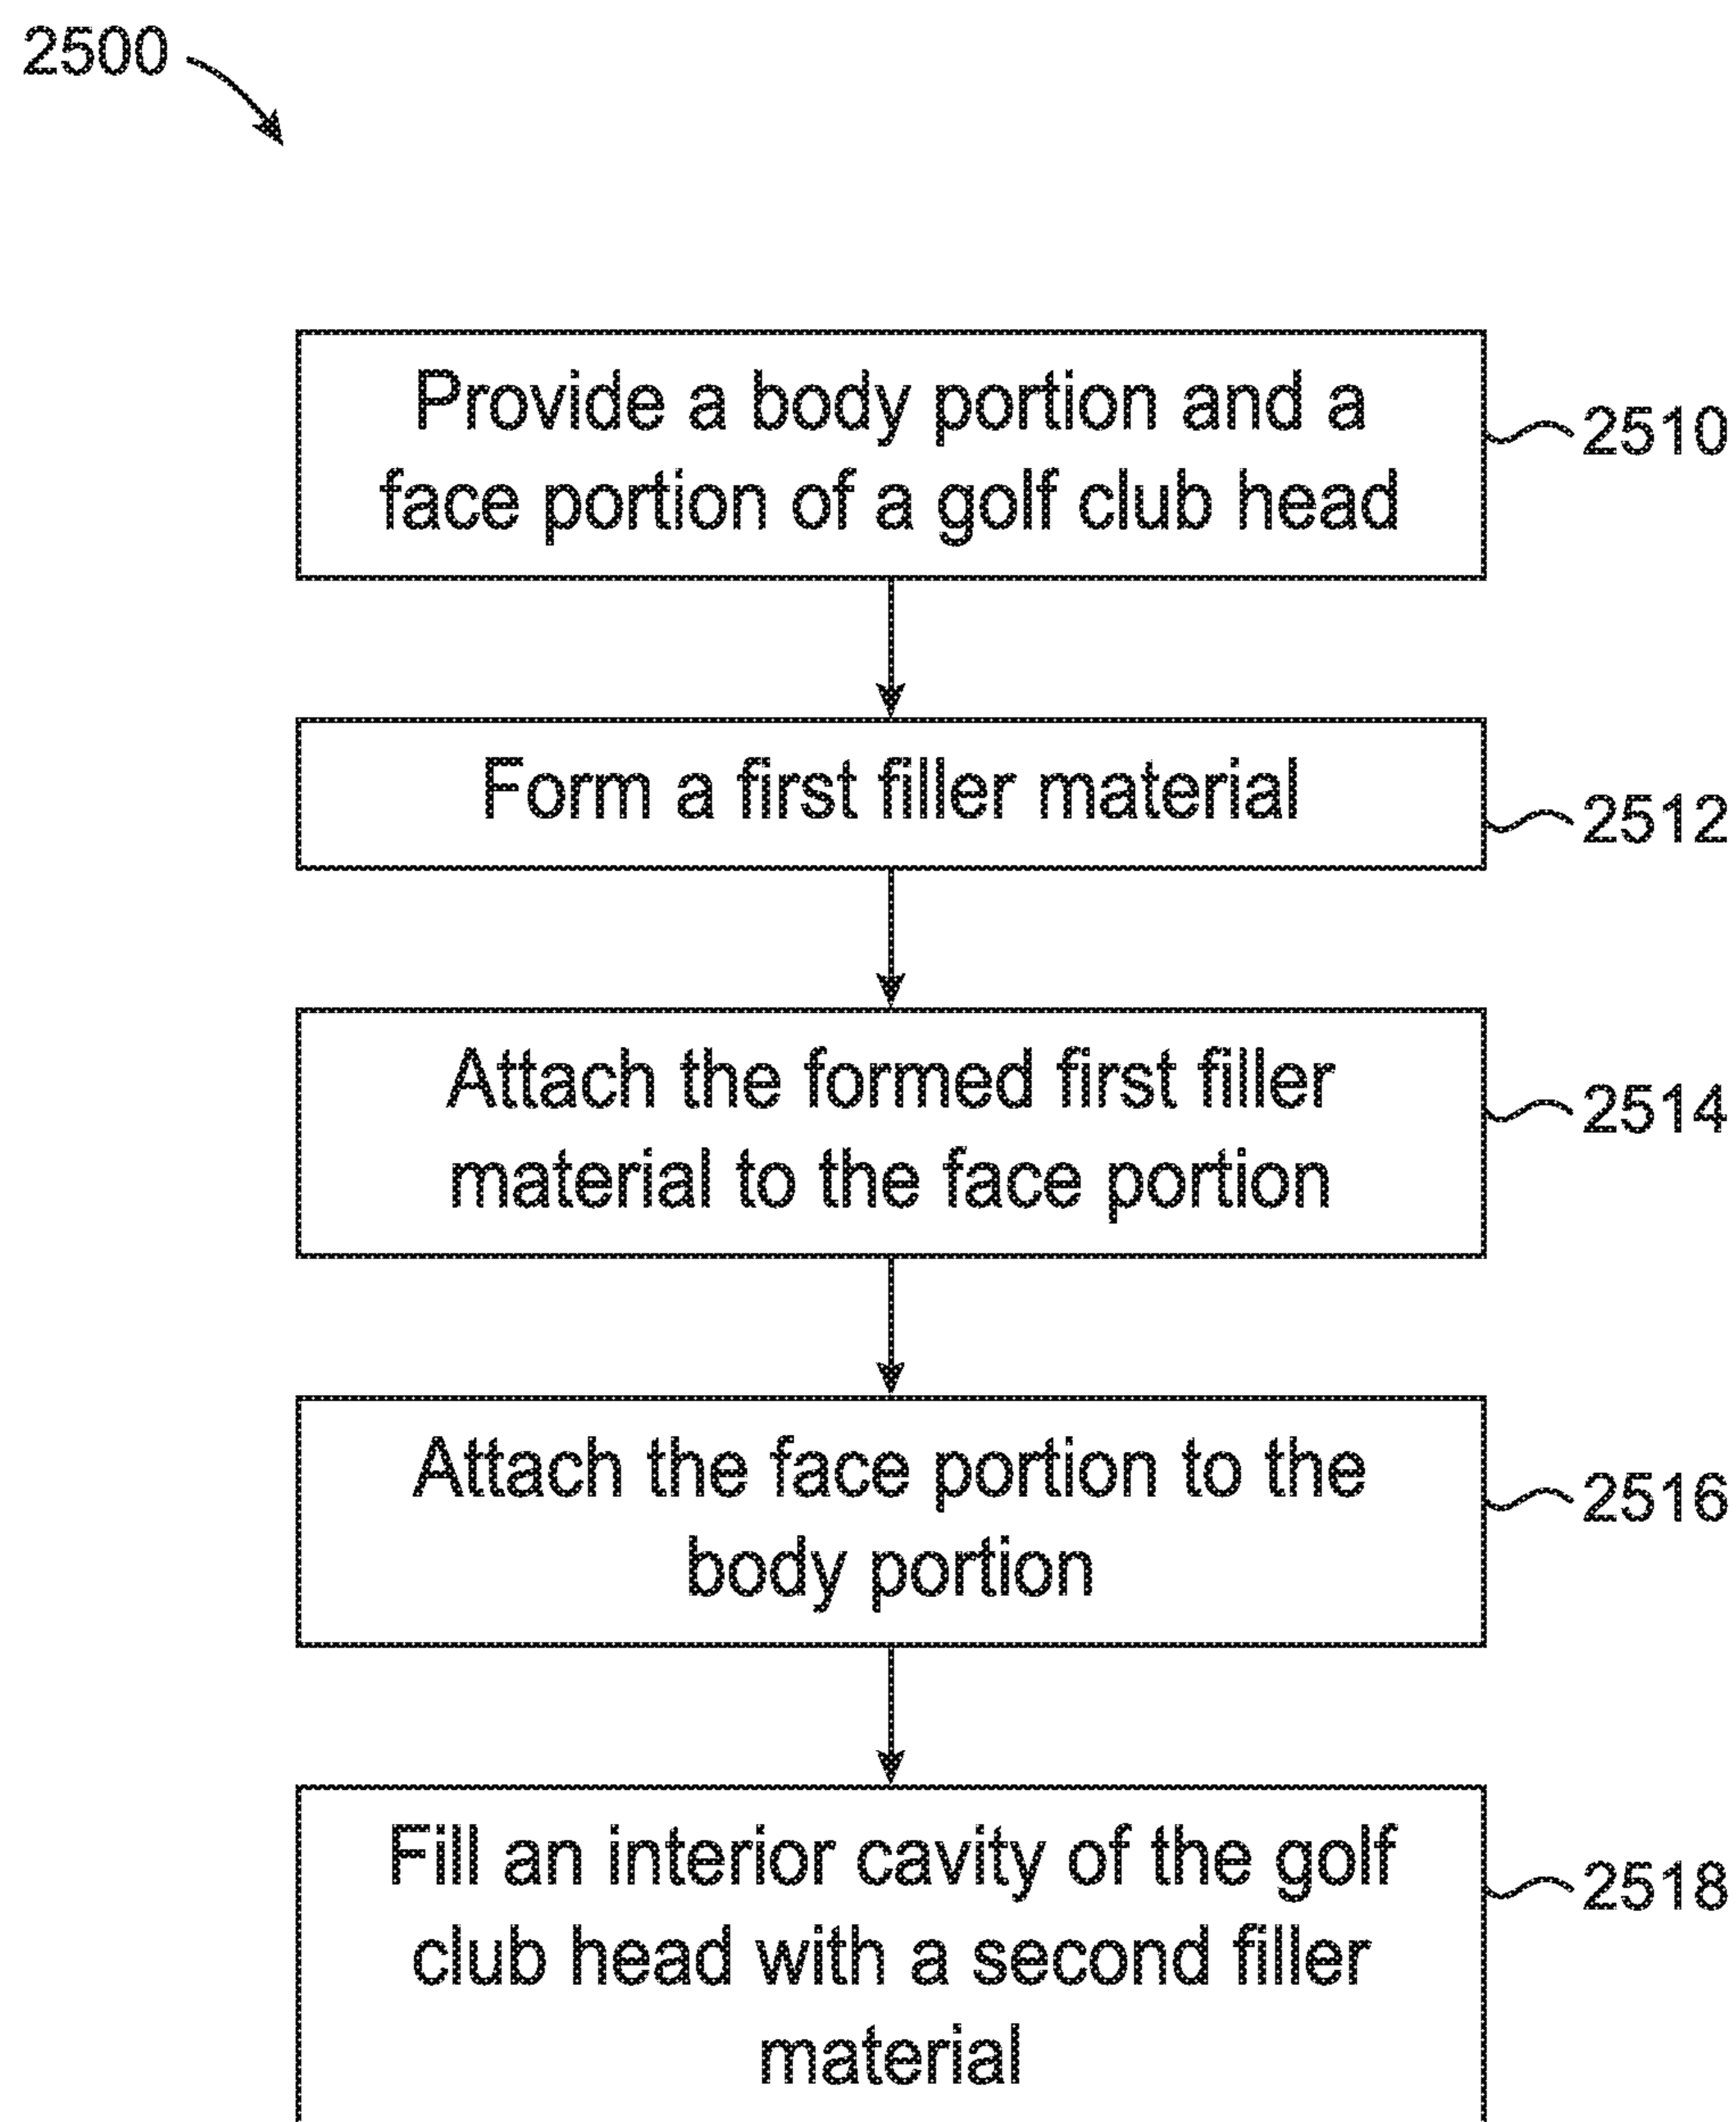 2500
Provide a body portion and a
face portion of a golf club head
2510
Form a first filler material
2512
Attach the formed first filler
material to the face portion
2514
Attach the face portion to the
body portion
2516
Fill an interior cavity of the golf
club head with a second filler
material
2518